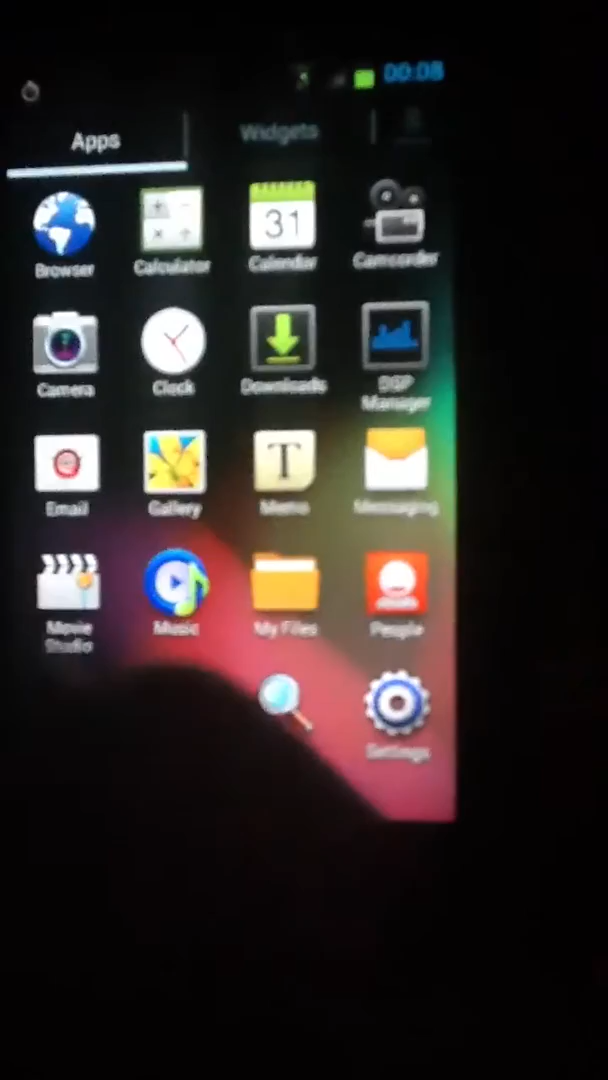 00:08
Apps
Widgets
Browser
Calculator
31
Calendar
Camcorder
Camera
Clock
Downloads
DSP
Manager
Email
Gallery
T
Memo
Messaging
Movie
Studio
Music
My Files
People
Settings